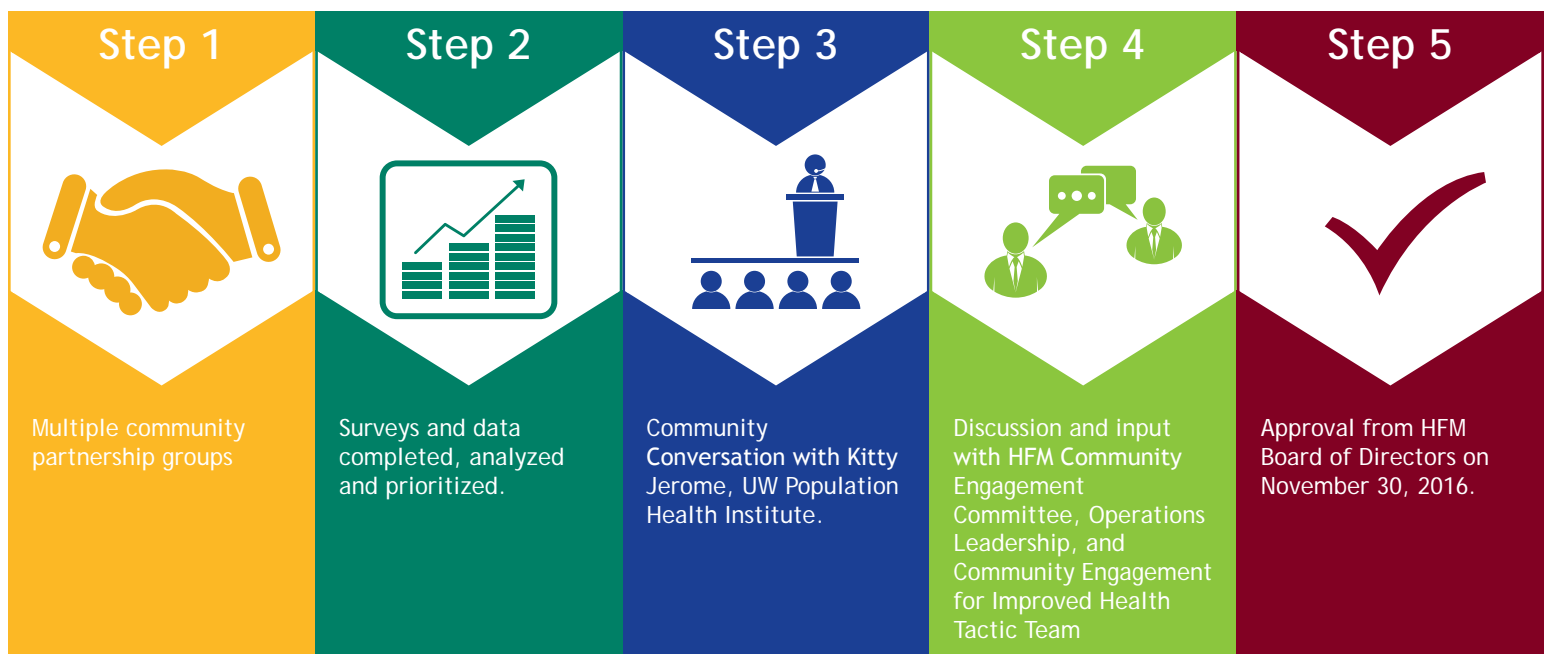 Step 1
Multiple community
partnership groups
Step 2
Surveys and data
completed, analyzed
and prioritized.
Step 3
Community
Conversation with Kitty
Jerome, UW Population
Health Institute.
Step 4
Discussion and input
with HFM Community
Engagement
Committee, Operations
Leadership, and
Community Engagement
for Improved Health
Tactic Team
Step 5
Approval from HFM
Board of Directors on
November 30, 2016.